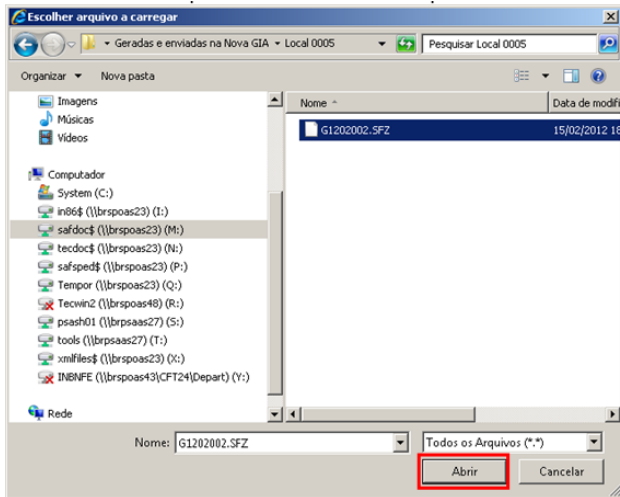 Escolher arquivo a carregar
Geradas e enviadas na Nova GIA
Local 0005
Pesquisar Local 0005
Organizar
Nova pasta
Imagens
Músicas
Vídeos
Computador
System (C:)
in86$ (\\brspoas23) (I:)
safdoc$ (\\brspoas23) (M:)
tecdoc$ (\\brspoas23) (N:)
safsped$ (\\brspoas23) (P:)
Tempor (\\brspoas23) (Q:)
Tecwin2 (\\brspoas48) (R:)
psash01 (\\brpsaas27) (S:)
tools (\\brpsaas27) (T:)
xmlfiles$ (\\brspoas23) (X:)
INBNFE (\\brspoas43\CFT24\Depart) (Y:)
Rede
Nome
Data de modifi
G1202002.SFZ
15/02/2012 18
Nome: G1202002.SFZ
Todos os Arquivos (*.*)
Abrir
Cancelar